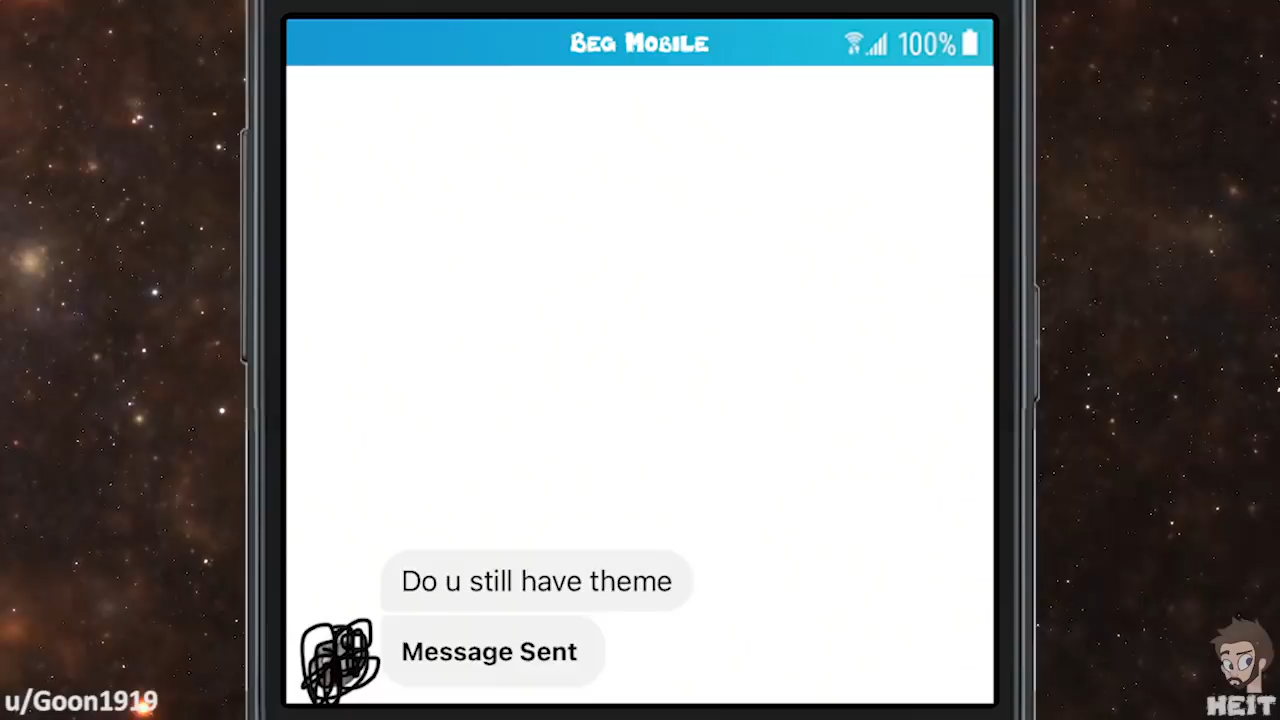 BEG MOBILE
100%
Do u still have theme
Message Sent
u/Goon1919
HEIT